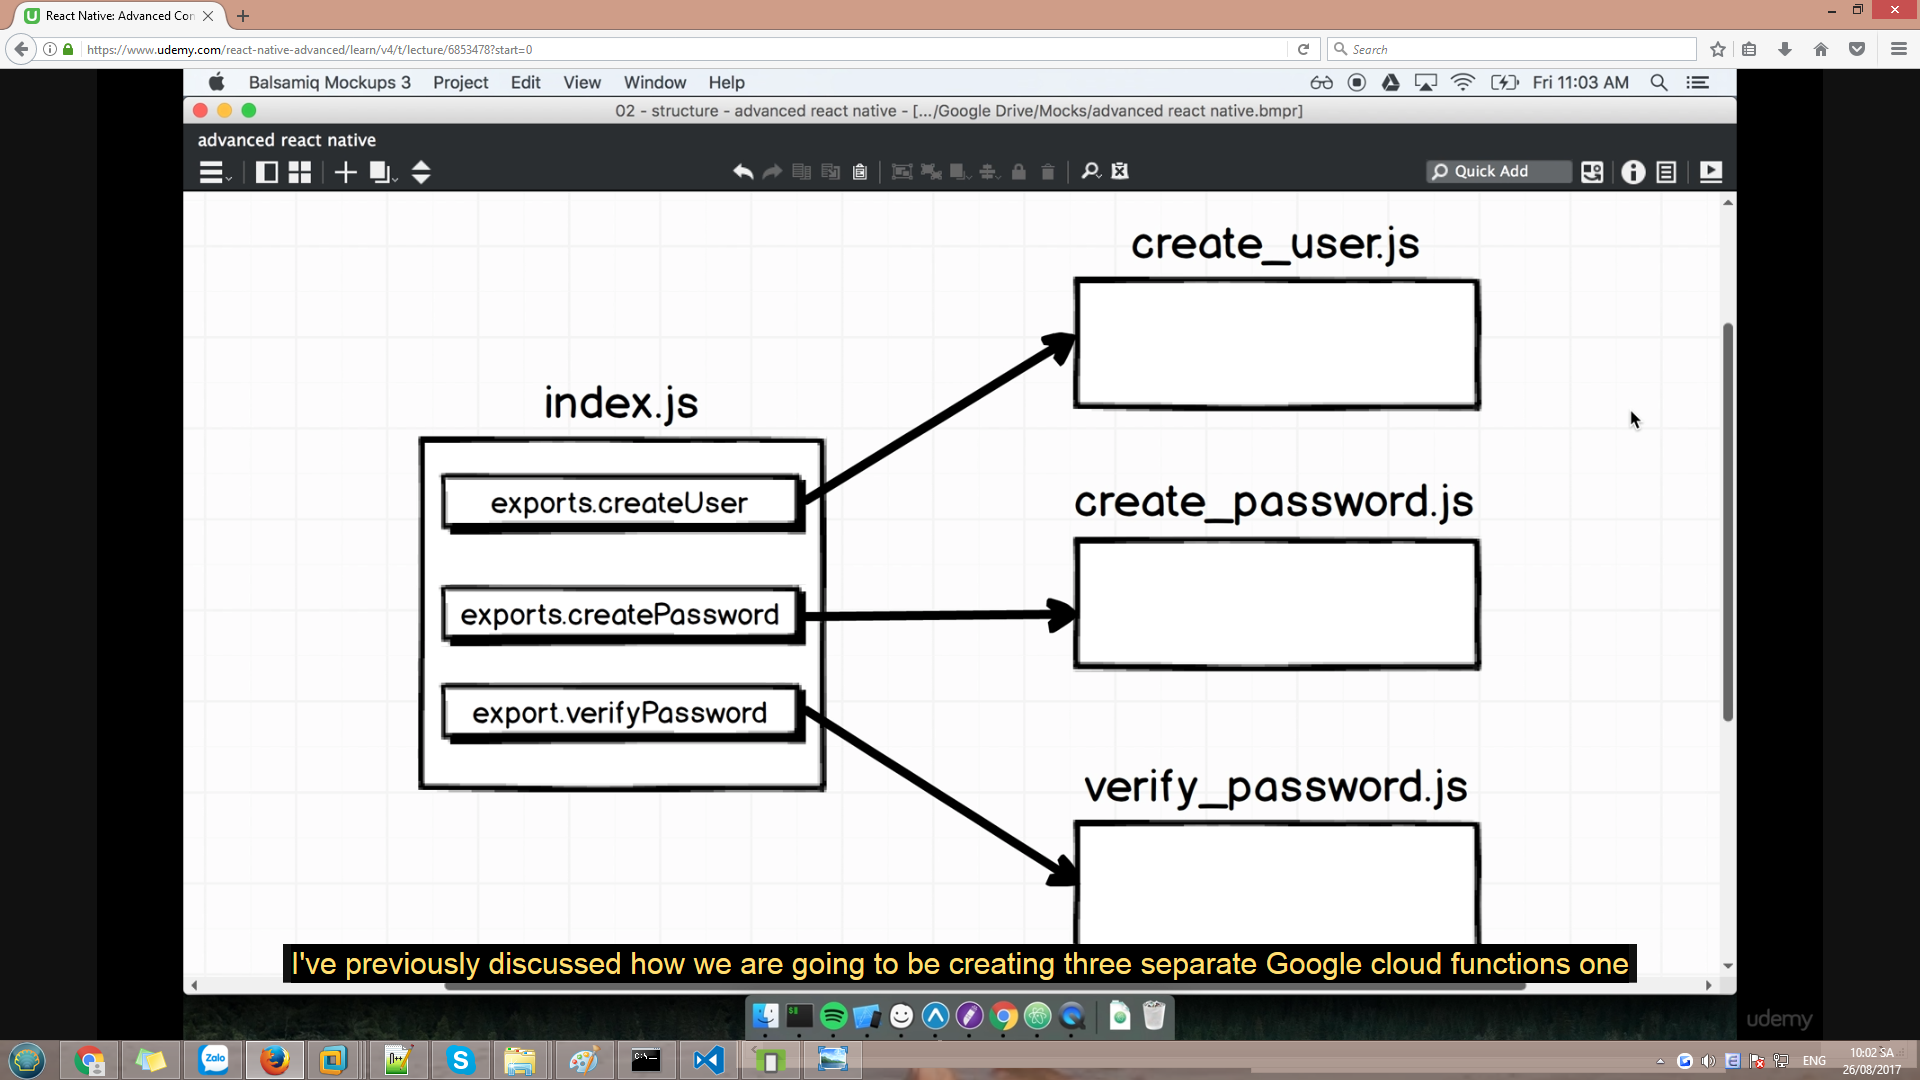 React Native: Advanced Con
https://www.udemy.com/react-native-advanced/learn/v4/t/lecture/6853478?start=0
Search
Balsamiq Mockups 3 Project Edit View Window Help
Fri 11:03 AM
02 - structure - advanced react native - [.../Google Drive/Mocks/advanced react native.bmpr]
advanced react native
Quick Add
create_user.js
index.js
exports.createUser
create_password.js
exports.createPassword
export.verifyPassword
verify_password.js
I've previously discussed how we are going to be creating three separate Google cloud functions one
udemy
Zalo
ENG
10:02 SA
26/08/2017